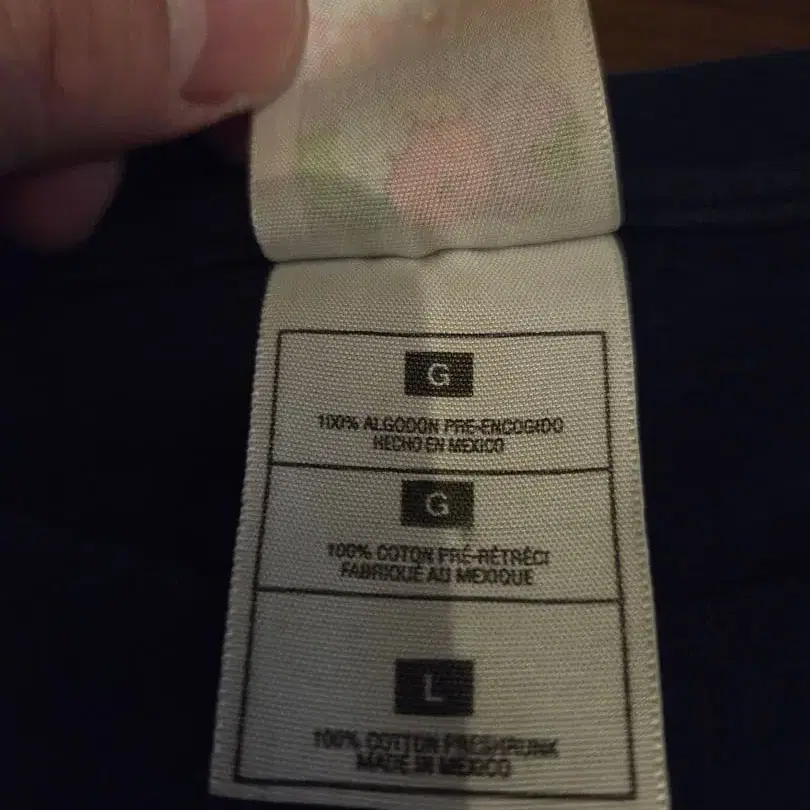 G
100% ALGODON PRE-ENCOGIDO
HECHO EN MEXICO
G
100% COTON PRÉ-RÉTRÉCI
FABRIQUÉ AU MEXIQUE
L
100% COTTON PRESHRUNK
MADE IN MEXICO